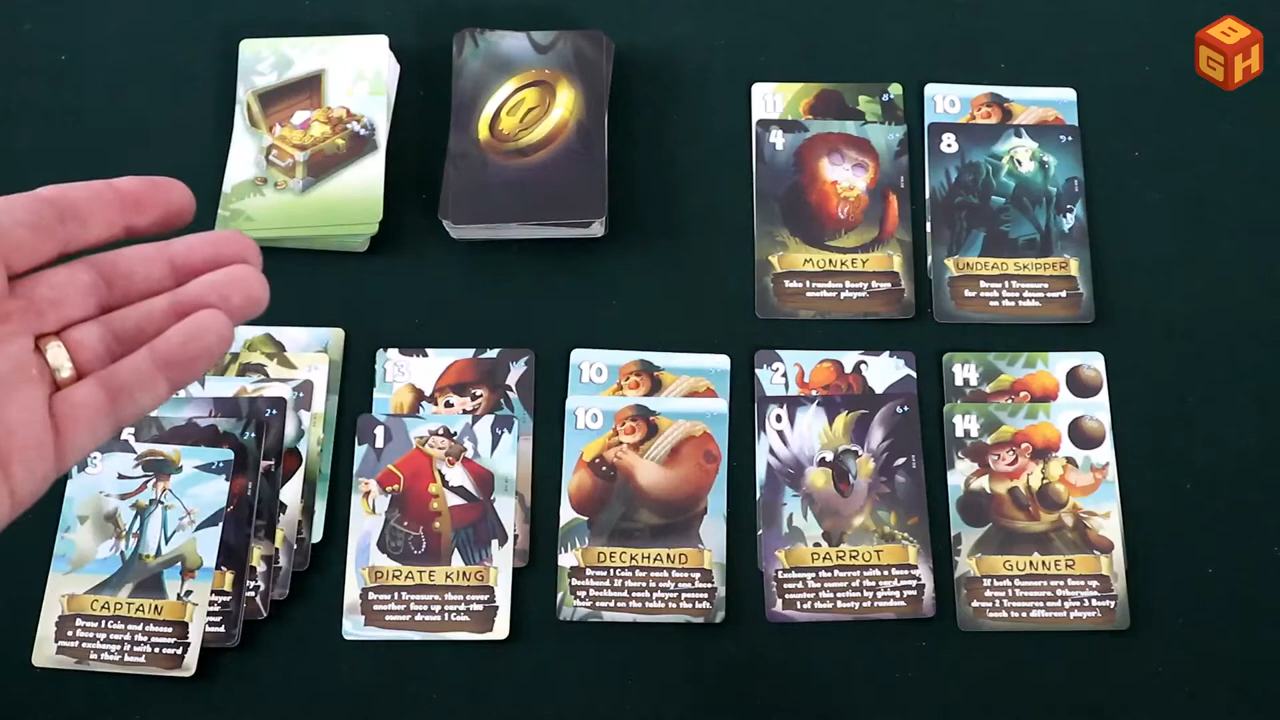 B
G H
11
8+
4
8+
MONKEY
Take 1 random Booty from
another player.
10
8
9+
UNDEAD SKIPPER
Draw 1 Treasure
for each face down card
on the table.
5
2+
3
CAPTAIN
Draw 1 Coin and choose
a face up card: the owner
must exchange it with a card
in their hand.
13
1
PIRATE KING
Draw 1 Treasure, then cover
another face up card: the
owner draws 1 Coin.
10
10
DECKHAND
Draw 1 Coin for each face up
Deckhand. If there is only one face
up Deckhand, each player passes
their card on the table to the left.
2
0
6+
PARROT
Exchange the Parrot with a face up
card. The owner of the card may
counter this action by giving you
1 of their Booty at random.
14
14
GUNNER
If both Gunners are face up,
draw 1 Treasure. Otherwise,
draw 2 Treasures and give 3 Booty
(each to a different player).